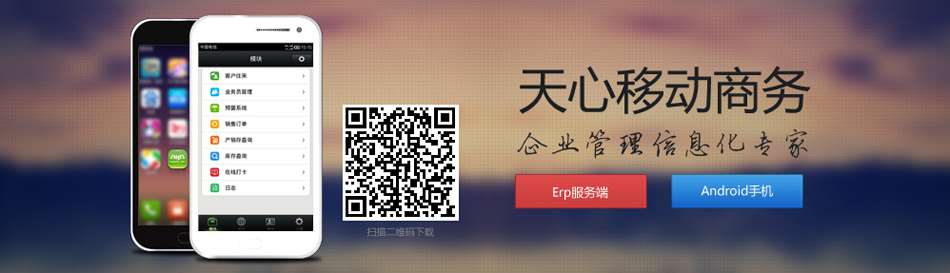 中国电信
15:15
模块
客户往来
业务员管理
预警系统
销售订单
产销存查询
库存查询
在线打卡
日志
模块
扫描二维码下载
天心移动商务
企业管理信息化专家
Erp服务端
Android手机